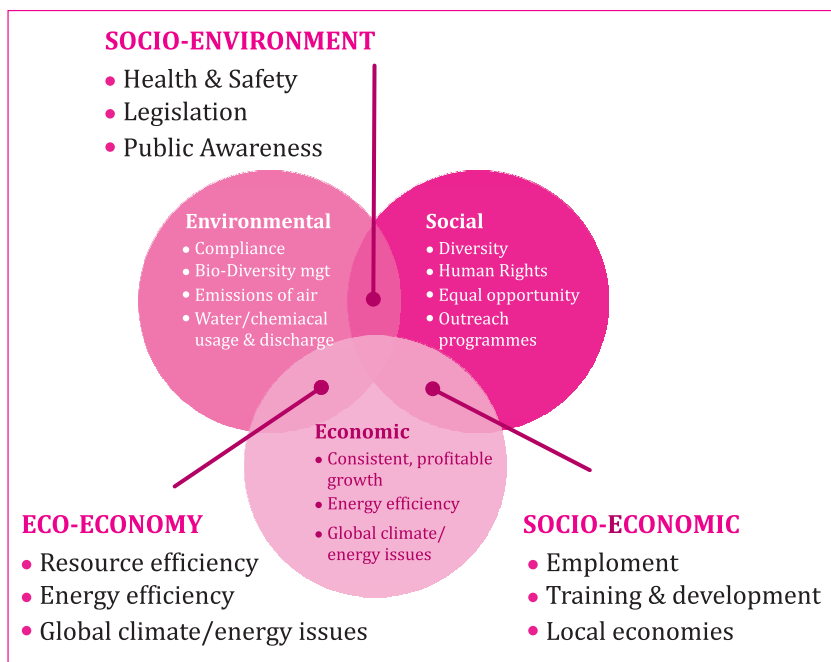 SOCIO-ENVIRONMENT
• Health & Safety
• Legislation
• Public Awareness
Environmental
• Compliance
• Bio-Diversity mgt
• Emissions of air
• Water/chemiacal
usage & discharge
Social
• Diversity
• Human Rights
• Equal opportunity
• Outreach
programmes
Economic
• Consistent, profitable
growth
• Energy efficiency
• Global climate/
energy issues
ECO-ECONOMY
• Resource efficiency
• Energy efficiency
• Global climate/energy issues
SOCIO-ECONOMIC
• Emploment
• Training & development
• Local economies